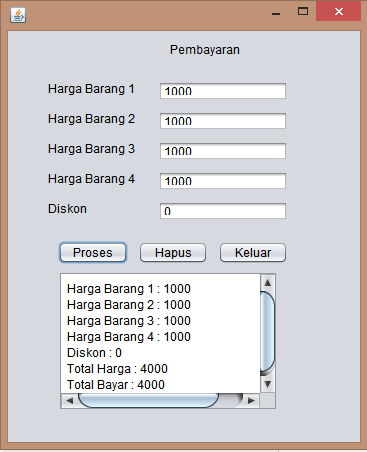 Pembayaran
Harga Barang 1 1000
Harga Barang 2 1000
Harga Barang 3 1000
Harga Barang 4 1000
Diskon 0
Proses Hapus Keluar
Harga Barang 1 : 1000
Harga Barang 2 : 1000
Harga Barang 3 : 1000
Harga Barang 4 : 1000
Diskon : 0
Total Harga : 4000
Total Bayar : 4000